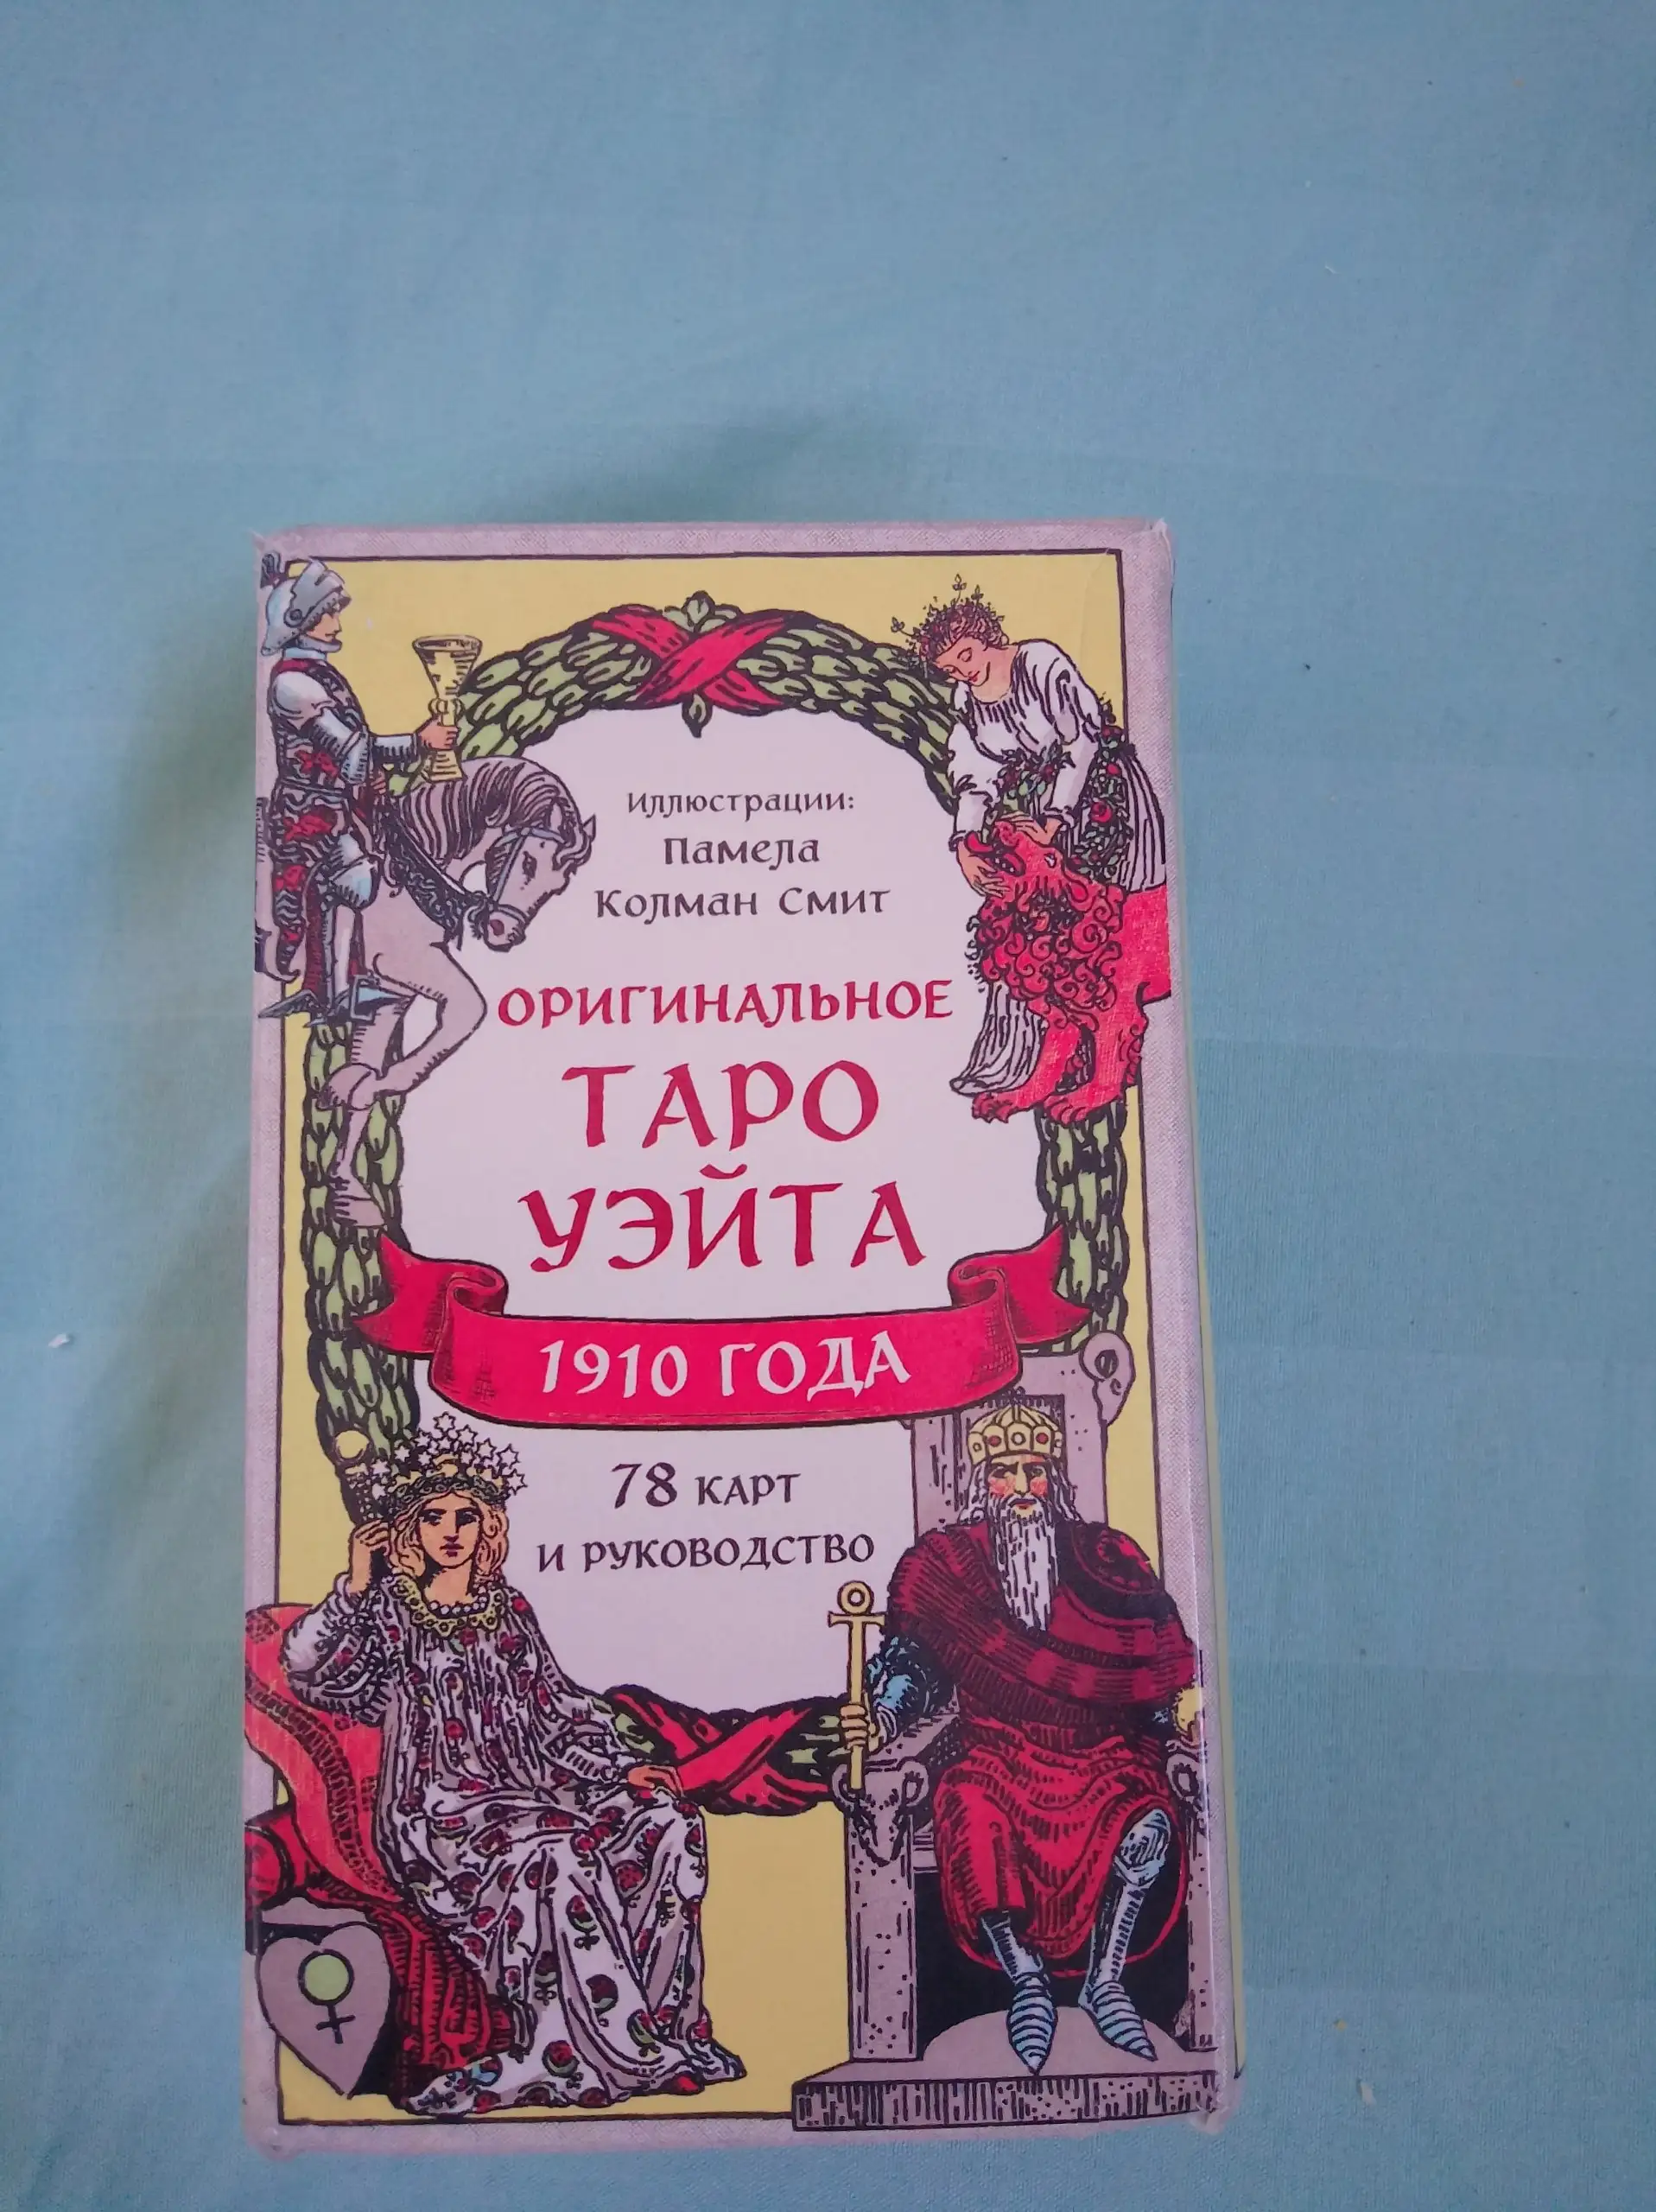 Иллюстрации:
Памела
Колман Смит
ОРИГИНАЛЬНОЕ
ТАРО
УЭЙТА
1910 ГОДА
78 КАРТ
И РУКОВОДСТВО